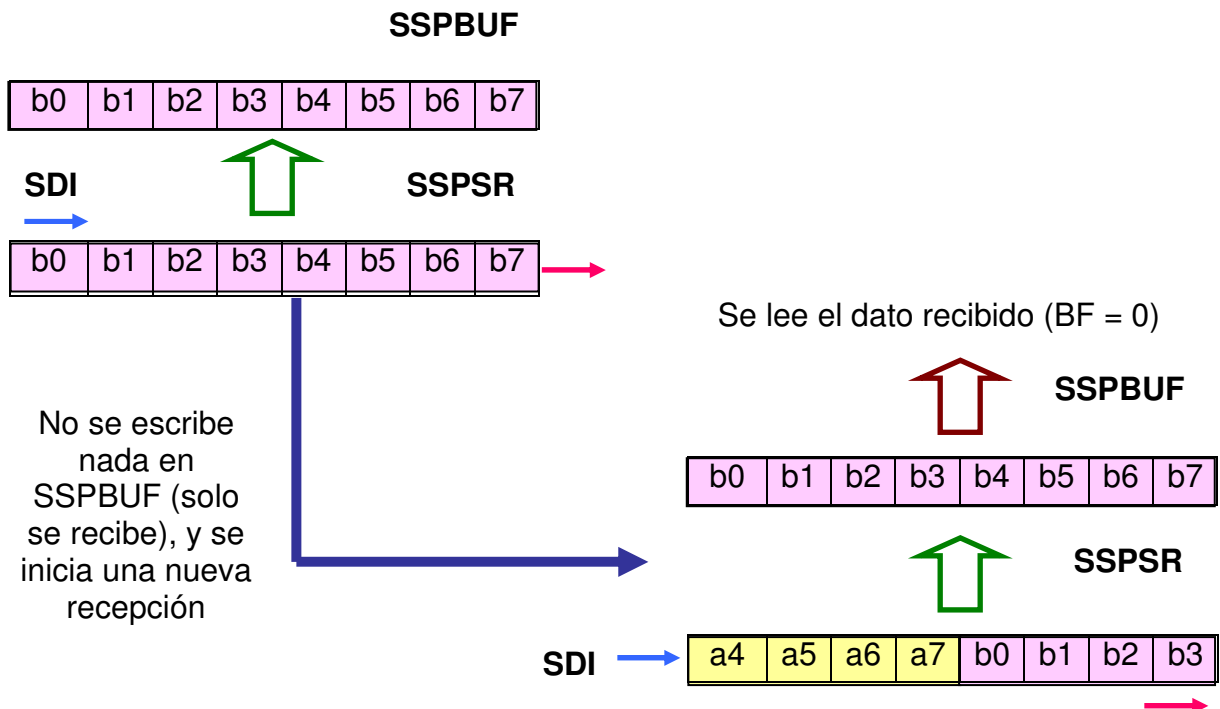 SSPBUF
b0 b1 b2 b3 b4 b5 b6 b7
SDI SSPSR
b0 b1 b2 b3 b4 b5 b6 b7
No se escribe
nada en
SSPBUF (solo
se recibe), y se
inicia una nueva
recepción
Se lee el dato recibido (BF = 0)
SSPBUF
b0 b1 b2 b3 b4 b5 b6 b7
SSPSR
SDI a4 a5 a6 a7 b0 b1 b2 b3